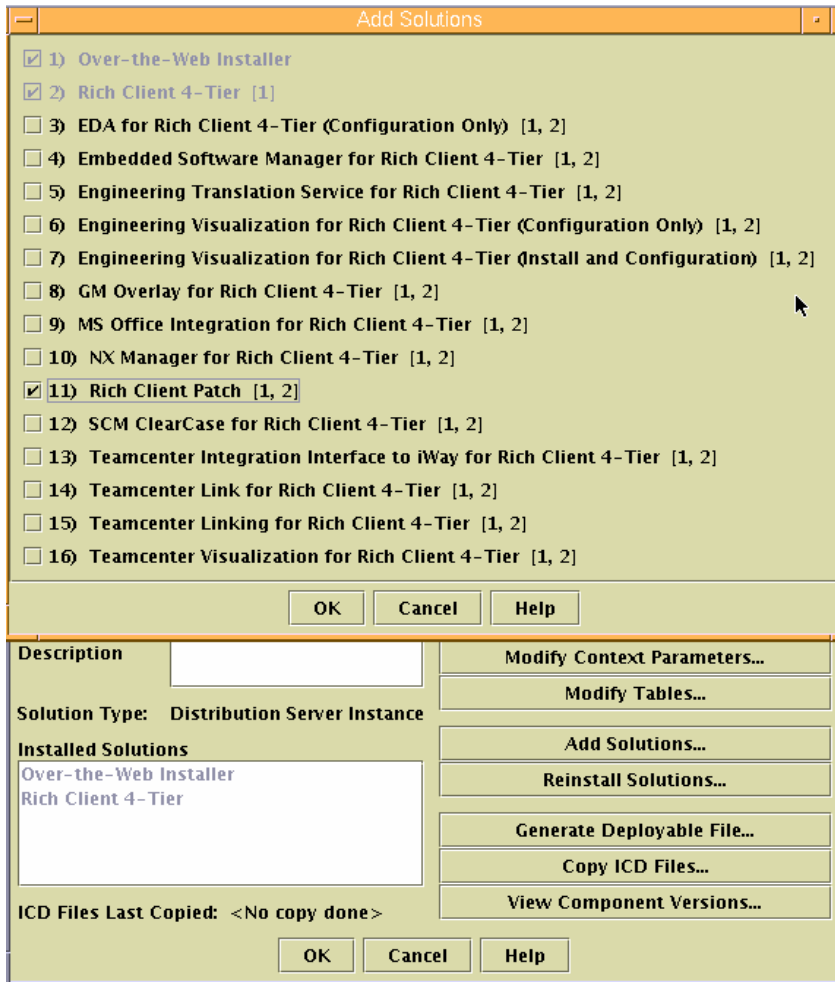 Add Solutions
1) Over-the-Web Installer
2) Rich Client 4-Tier [1]
3) EDA for Rich Client 4-Tier (Configuration Only) [1, 2]
4) Embedded Software Manager for Rich Client 4-Tier [1, 2]
5) Engineering Translation Service for Rich Client 4-Tier [1, 2]
6) Engineering Visualization for Rich Client 4-Tier (Configuration Only) [1, 2]
7) Engineering Visualization for Rich Client 4-Tier (Install and Configuration) [1, 2]
8) GM Overlay for Rich Client 4-Tier [1, 2]
9) MS Office Integration for Rich Client 4-Tier [1, 2]
10) NX Manager for Rich Client 4-Tier [1, 2]
11) Rich Client Patch [1, 2]
12) SCM ClearCase for Rich Client 4-Tier [1, 2]
13) Teamcenter Integration Interface to iWay for Rich Client 4-Tier [1, 2]
14) Teamcenter Link for Rich Client 4-Tier [1, 2]
15) Teamcenter Linking for Rich Client 4-Tier [1, 2]
16) Teamcenter Visualization for Rich Client 4-Tier [1, 2]
OK Cancel Help
Description
Solution Type: Distribution Server Instance
Installed Solutions
Over-the-Web Installer
Rich Client 4-Tier
ICD Files Last Copied: <No copy done>
Modify Context Parameters...
Modify Tables...
Add Solutions...
Reinstall Solutions...
Generate Deployable File...
Copy ICD Files...
View Component Versions...
OK Cancel Help